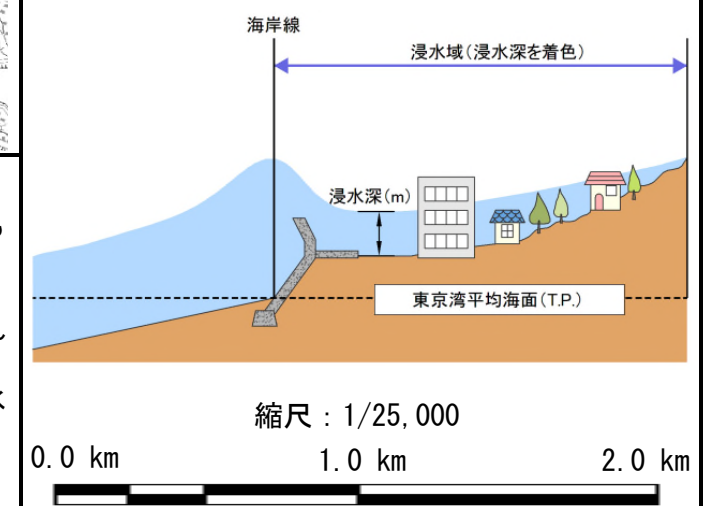 海岸線
浸水域(浸水深を着色)
浸水深(m)
東京湾平均海面(T.P.)
縮尺：1/25,000
0.0 km 1.0 km 2.0 km